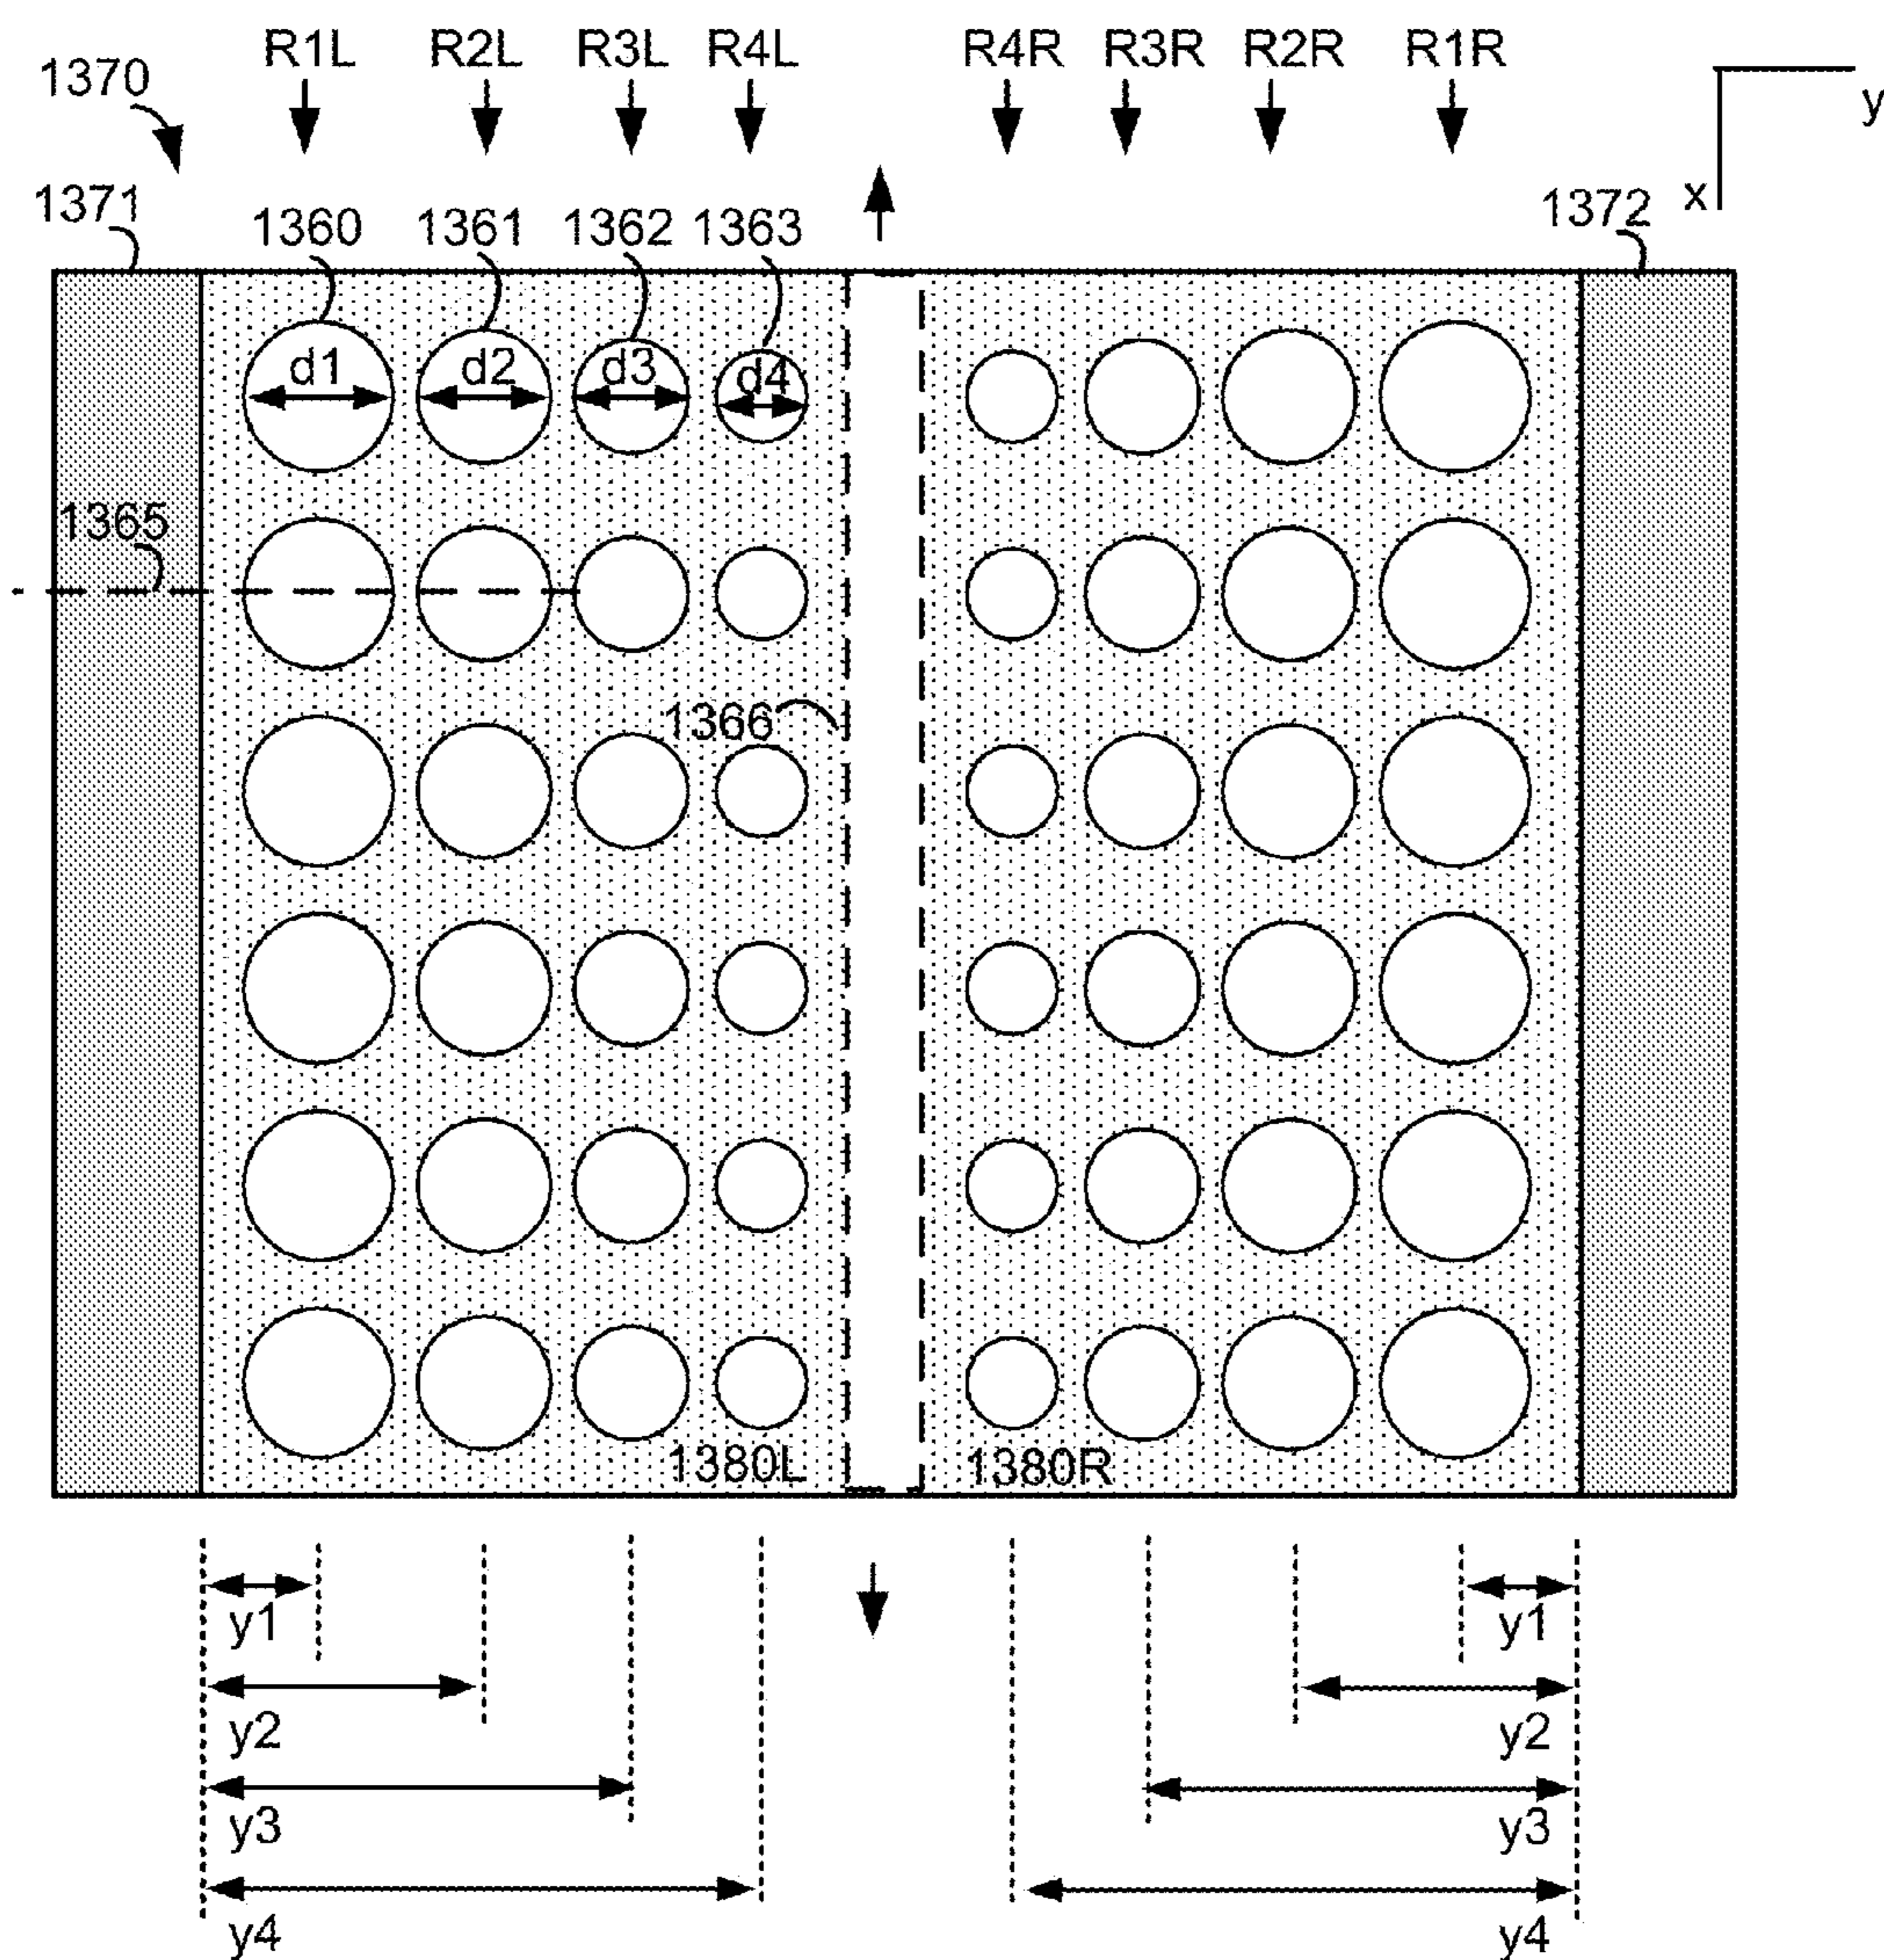 R1L R2L R3L R4L R4R R3R R2R R1R
1370
y
x
1371
1360 1361 1362 1363
1372
d1 d2 d3 d4
1365
1366
1380L 1380R
y1 y1
y2 y2
y3 y3
y4 y4